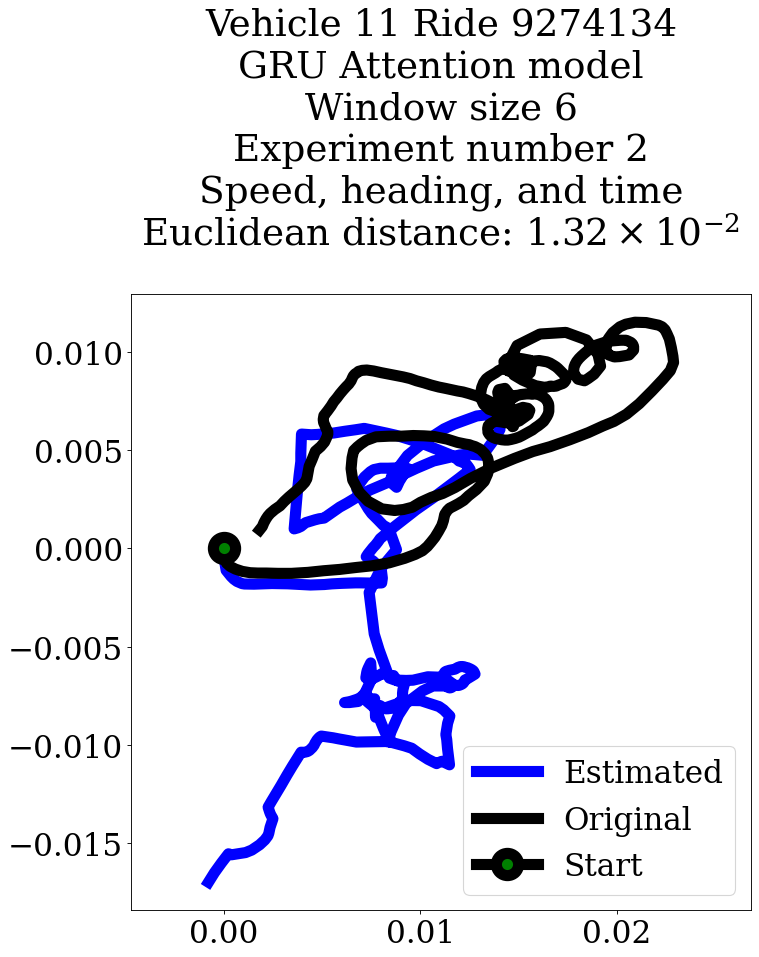 Vehicle 11 Ride 9274134
GRU Attention model
Window size 6
Experiment number 2
Speed, heading, and time
Euclidean distance: 1.32 × 10⁻²
0.010
0.005
0.000
−0.005
−0.010
−0.015
Estimated
Original
Start
0.00 0.01 0.02